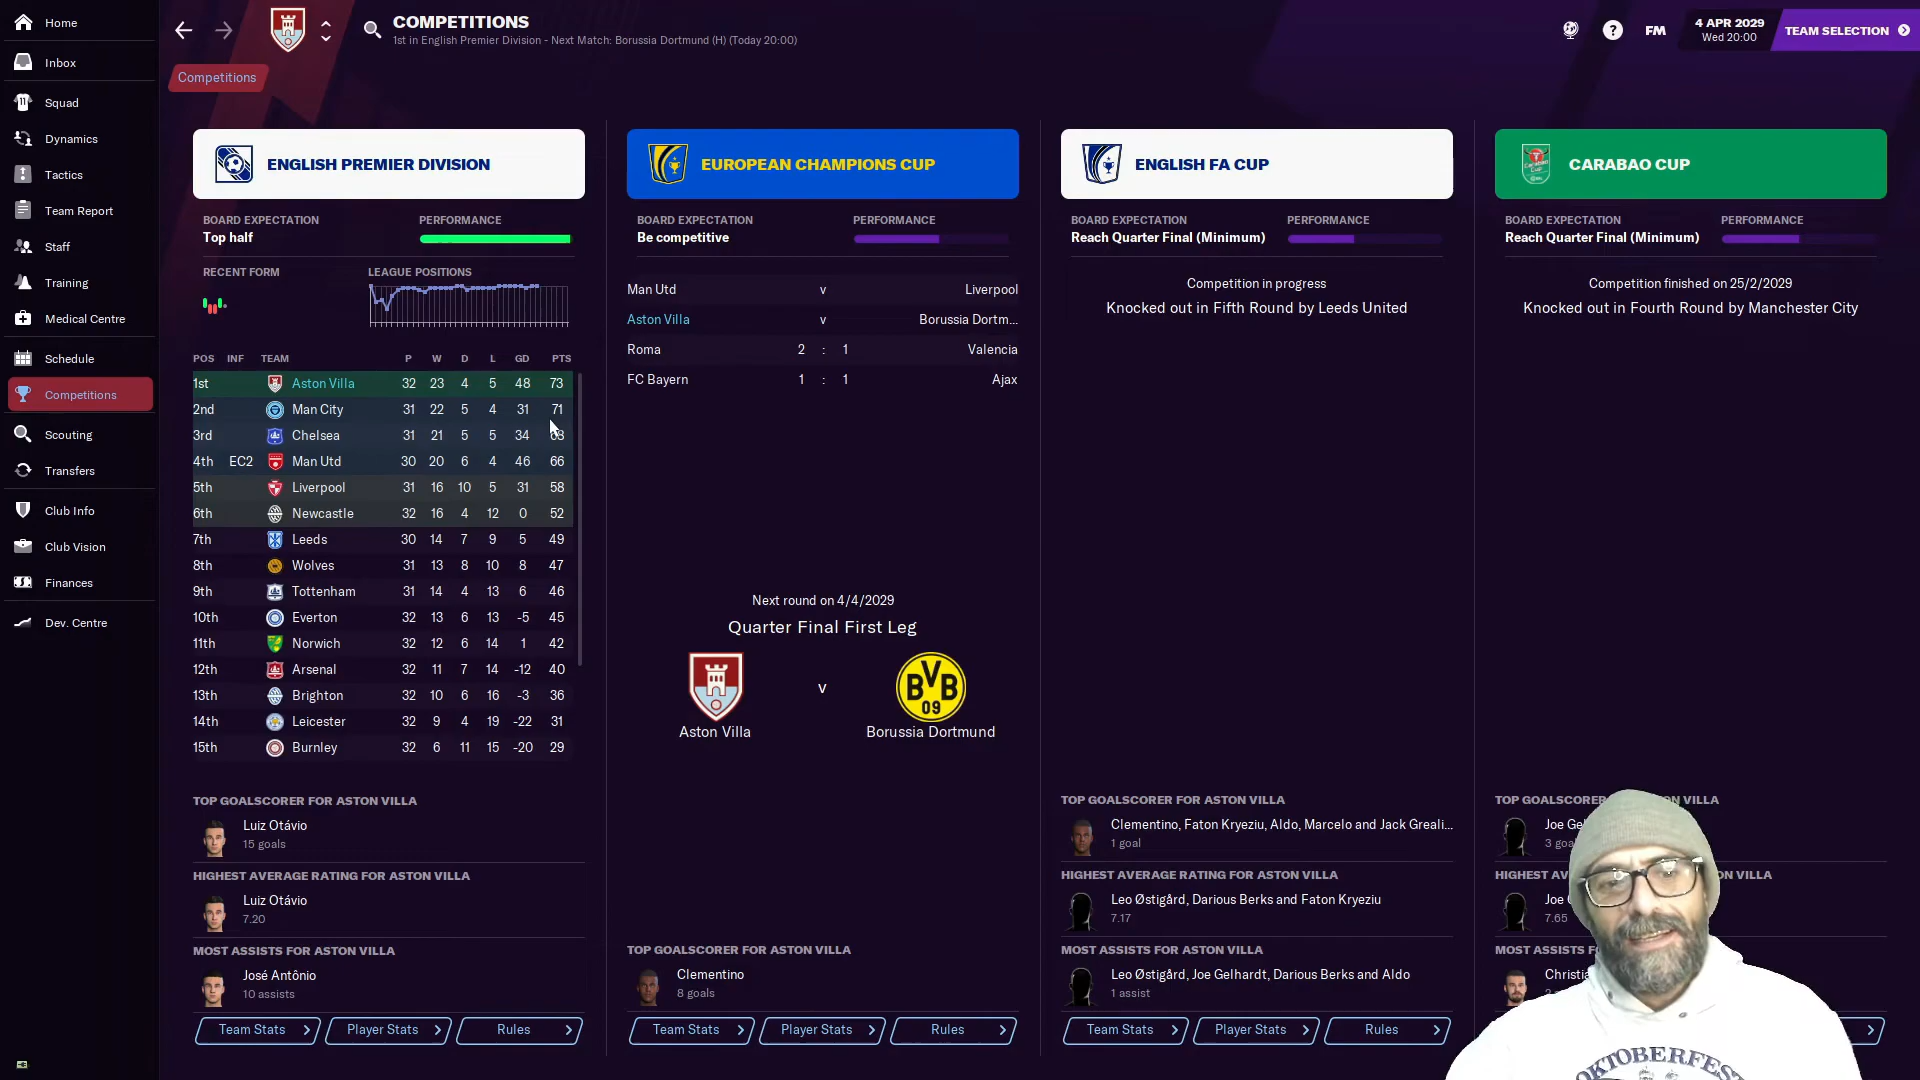 Home
Inbox
Squad
Dynamics
Tactics
Team Report
Staff
Training
Medical Centre
Schedule
Competitions
Scouting
Transfers
Club Info
Club Vision
Finances
Dev. Centre
COMPETITIONS
1st in English Premier Division - Next Match: Borussia Dortmund (H) (Today 20:00)
? FM
4 APR 2029
Wed 20:00
TEAM SELECTION
Competitions
ENGLISH PREMIER DIVISION
BOARD EXPECTATION PERFORMANCE
Top half
RECENT FORM LEAGUE POSITIONS
POS INF TEAM P W D L GD PTS
1st Aston Villa 32 23 4 5 48 73
2nd Man City 31 22 5 4 31 71
3rd Chelsea 31 21 5 5 34
4th EC2 Man Utd 30 20 6 4 46 66
5th Liverpool 31 16 10 5 31 58
6th Newcastle 32 16 4 12 0 52
7th Leeds 30 14 7 9 5 49
8th Wolves 31 13 8 10 8 47
9th Tottenham 31 14 4 13 6 46
10th Everton 32 13 6 13 -5 45
11th Norwich 32 12 6 14 1 42
12th Arsenal 32 11 7 14 -12 40
13th Brighton 32 10 6 16 -3 36
14th Leicester 32 9 4 19 -22 31
15th Burnley 32 6 11 15 -20 29
TOP GOALSCORER FOR ASTON VILLA
Luiz Otávio
15 goals
HIGHEST AVERAGE RATING FOR ASTON VILLA
Luiz Otávio
7.20
MOST ASSISTS FOR ASTON VILLA
José Antônio
10 assists
Team Stats Player Stats Rules
EUROPEAN CHAMPIONS CUP
BOARD EXPECTATION PERFORMANCE
Be competitive
Man Utd v Liverpool
Aston Villa v Borussia Dortm...
Roma 2 : 1 Valencia
FC Bayern 1 : 1 Ajax
Next round on 4/4/2029
Quarter Final First Leg
v
BVB
09
Aston Villa Borussia Dortmund
TOP GOALSCORER FOR ASTON VILLA
Clementino
8 goals
Team Stats Player Stats Rules
ENGLISH FA CUP
BOARD EXPECTATION PERFORMANCE
Reach Quarter Final (Minimum)
Competition in progress
Knocked out in Fifth Round by Leeds United
TOP GOALSCORER FOR ASTON VILLA
Clementino, Faton Kryeziu, Aldo, Marcelo and Jack Greali...
1 goal
HIGHEST AVERAGE RATING FOR ASTON VILLA
Leo Østigård, Darious Berks and Faton Kryeziu
7.17
MOST ASSISTS FOR ASTON VILLA
Leo Østigård, Joe Gelhardt, Darious Berks and Aldo
1 assist
Team Stats Player Stats Rules
CARABAO CUP
BOARD EXPECTATION PERFORMANCE
Reach Quarter Final (Minimum)
Competition finished on 25/2/2029
Knocked out in Fourth Round by Manchester City
TOP GOALSCORER VILLA
Joe
3
HIGHEST VILLA
Joe
7.65
MOST ASSISTS
OKTOBERFEST